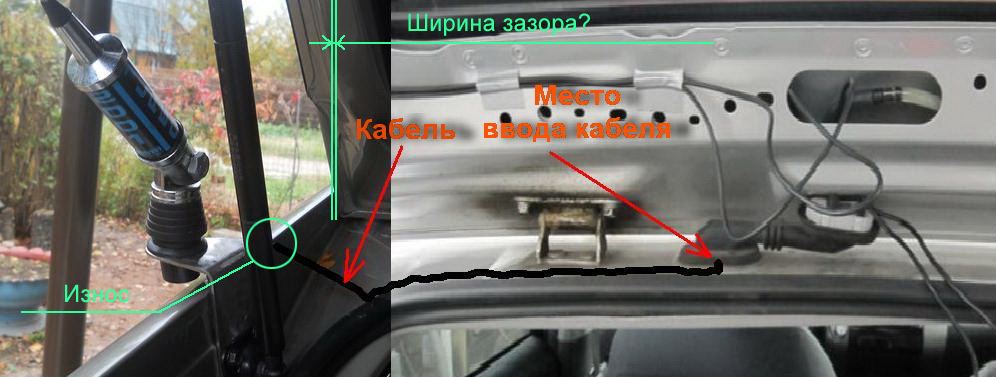 Ширина зазора?
Место
Кабель
ввода кабеля
Износ